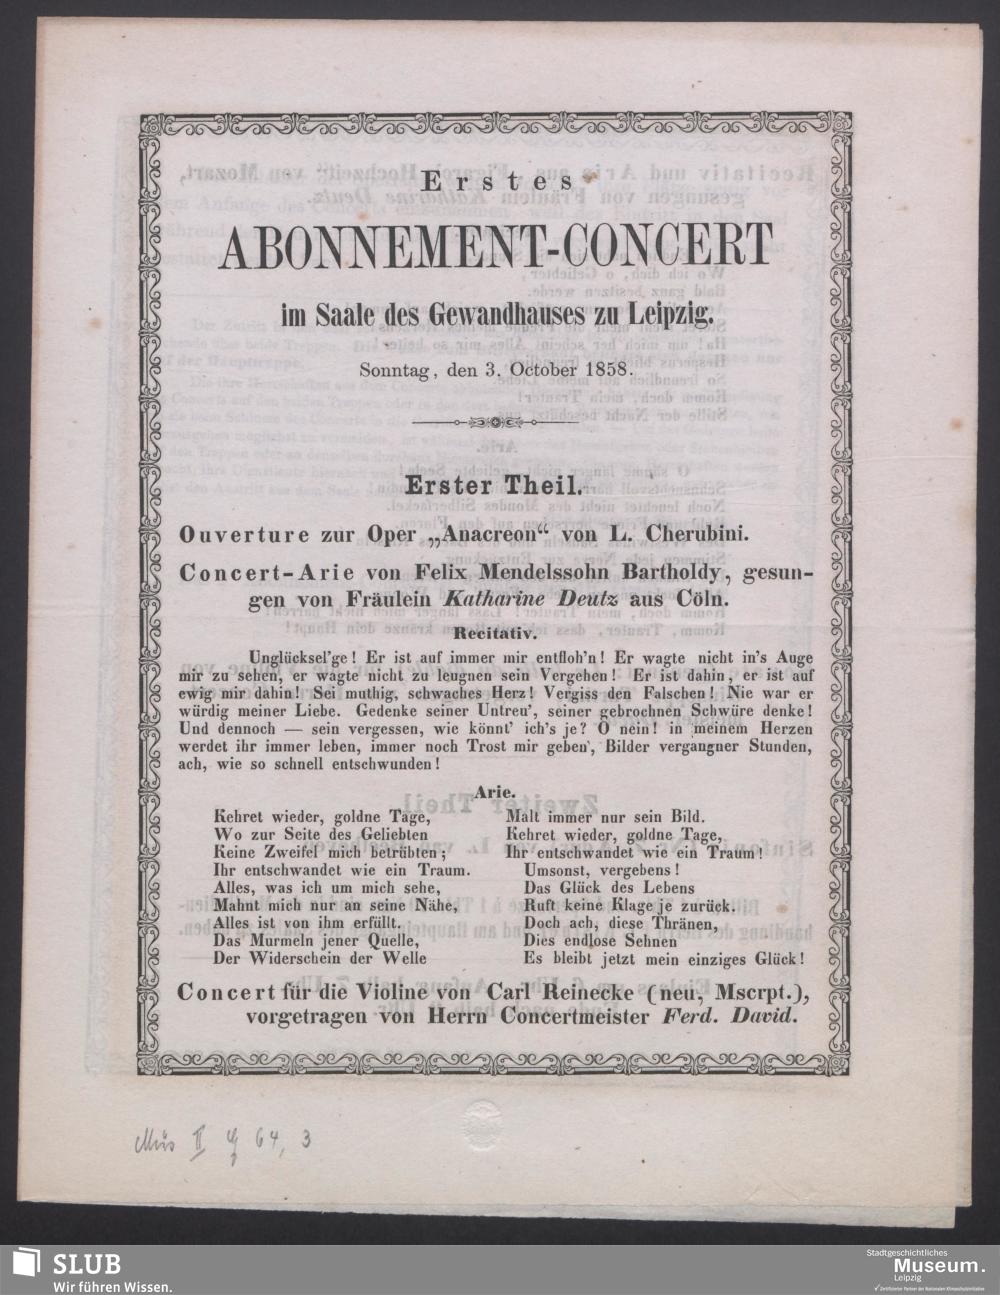 Erstes
ABONNEMENT-CONCERT
im Saale des Gewandhauses zu Leipzig.
Sonntag, den 3. October 1858.
Erster Theil.
Ouverture zur Oper „Anacreon“ von L. Cherubini.
Concert-Arie von Felix Mendelssohn Bartholdy, gesun-
gen von Fräulein Katharine Deutz aus Cöln.
Recitativ.
Unglücksel'ge! Er ist auf immer mir entfloh'n! Er wagte nicht in's Auge
mir zu sehen, er wagte nicht zu leugnen sein Vergehen! Er ist dahin, er ist auf
ewig mir dahin! Sei muthig, schwaches Herz! Vergiss den Falschen! Nie war er
würdig meiner Liebe. Gedenke seiner Untreu', seiner gebrochnen Schwüre denke!
Und dennoch — sein vergessen, wie könnt' ich's je? O nein! in meinem Herzen
werdet ihr immer leben, immer noch Trost mir geben, Bilder vergangner Stunden,
ach, wie so schnell entschwunden!
Arie.
Kehret wieder, goldne Tage,
Wo zur Seite des Geliebten
Keine Zweifel mich betrübten;
Ihr entschwandet wie ein Traum.
Alles, was ich um mich sehe,
Mahnt mich nur an seine Nähe,
Alles ist von ihm erfüllt.
Das Murmeln jener Quelle,
Der Widerschein der Welle
Malt immer nur sein Bild.
Kehret wieder, goldne Tage,
Ihr entschwandet wie ein Traum!
Umsonst, vergebens!
Das Glück des Lebens
Ruft keine Klage je zurück.
Doch ach, diese Thränen,
Dies endlose Sehnen
Es bleibt jetzt mein einziges Glück!
Concert für die Violine von Carl Reinecke (neu, Mscrpt.),
vorgetragen von Herrn Concertmeister Ferd. David.
Mus II 64, 3
SLUB
Wir führen Wissen.
Stadtgeschichtliches
Museum.
Leipzig
Zertifizierter Partner der Nationalen Klimaschutzinitiative